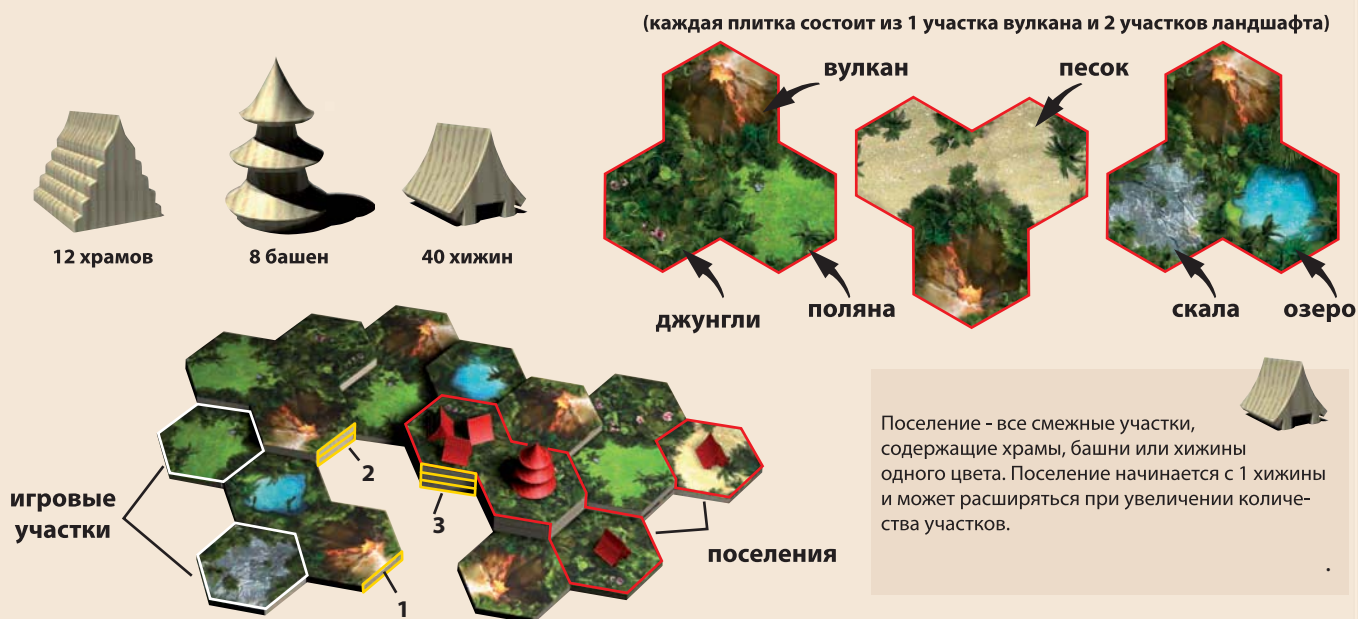 (каждая плитка состоит из 1 участка вулкана и 2 участков ландшафта)
вулкан
песок
12 храмов
8 башен
40 хижин
джунгли
поляна
скала
озеро
игровые
участки
2
3
1
поселения
Поселение - все смежные участки,
содержащие храмы, башни или хижины
одного цвета. Поселение начинается с 1 хижины
и может расширяться при увеличении количе-
ства участков.
.